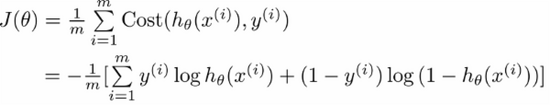 J(θ) = 1/m ∑_{i=1}^{m} Cost(h_θ(x^{(i)}), y^{(i)})
= -1/m [∑_{i=1}^{m} y^{(i)} log h_θ(x^{(i)}) + (1 - y^{(i)}) log (1 - h_θ(x^{(i)}))]